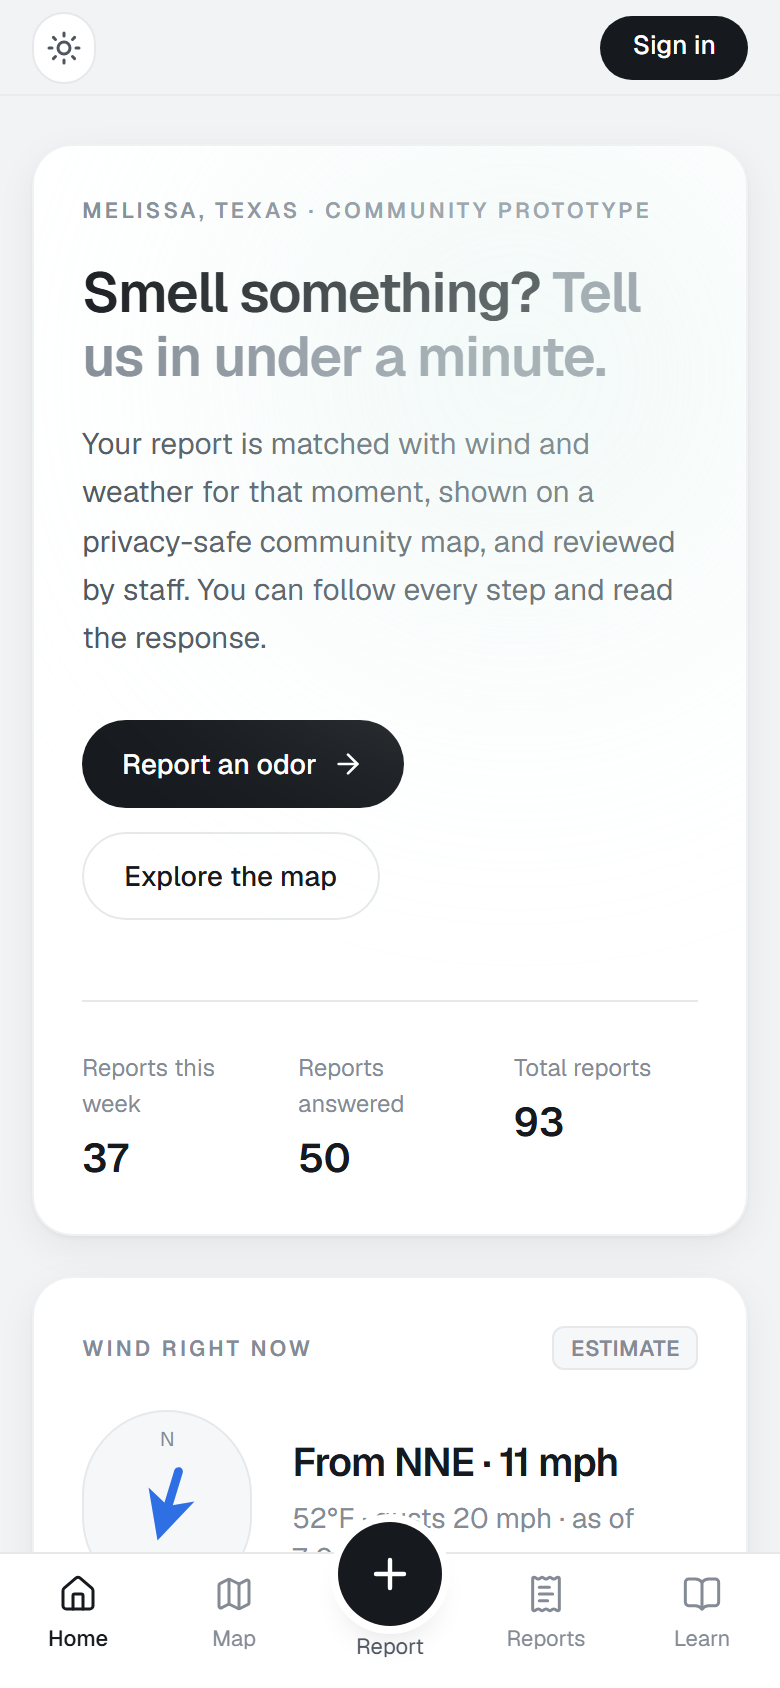 Sign in
MELISSA, TEXAS · COMMUNITY PROTOTYPE
Smell something? Tell
us in under a minute.
Your report is matched with wind and
weather for that moment, shown on a
privacy-safe community map, and reviewed
by staff. You can follow every step and read
the response.
Report an odor →
Explore the map
Reports this
week
37
Reports
answered
50
Total reports
93
WIND RIGHT NOW
ESTIMATE
N
From NNE · 11 mph
52°F · gusts 20 mph · as of
Home
Map
Report
Reports
Learn